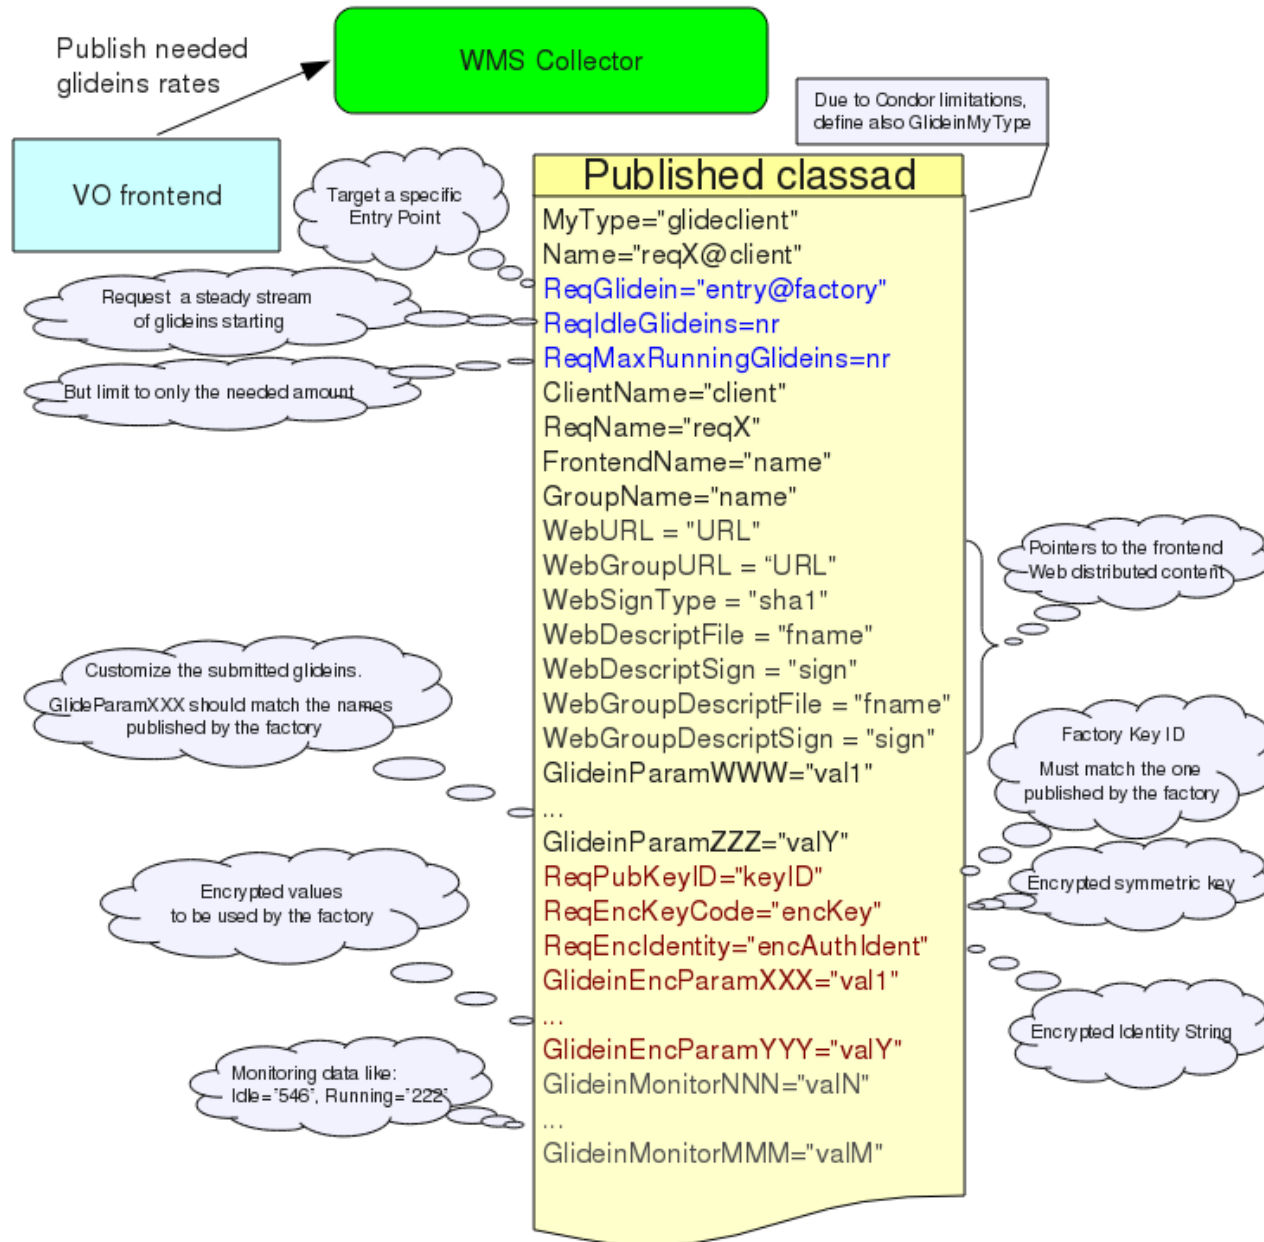 Publish needed
glideins rates
WMS Collector
Due to Condor limitations,
define also GlideinMyType
VO frontend
Target a specific
Entry Point
Published classad
MyType="glideclient"
Name="reqX@client"
ReqGlidein="entry@factory"
ReqIdleGlideins=nr
ReqMaxRunningGlideins=nr
ClientName="client"
ReqName="reqX"
FrontendName="name"
GroupName="name"
WebURL = "URL"
WebGroupURL = "URL"
WebSignType = "sha1"
WebDescriptFile = "fname"
WebDescriptSign = "sign"
WebGroupDescriptFile = "fname"
WebGroupDescriptSign = "sign"
GlideinParamWWW="val1"
...
GlideinParamZZZ="valY"
ReqPubKeyID="keyID"
ReqEncKeyCode="encKey"
ReqEncIdentity="encAuthIdent"
GlideinEncParamXXX="val1"
...
GlideinEncParamYYY="valY"
GlideinMonitorNNN="valN"
...
GlideinMonitorMMM="valM"
Request a steady stream
of glideins starting
But limit to only the needed amount
Customize the submitted glideins.
GlideParamXXX should match the names
published by the factory
Encrypted values
to be used by the factory
Monitoring data like:
Idle="546", Running="222"
Pointers to the frontend
Web distributed content
Factory Key ID
Must match the one
published by the factory
Encrypted symmetric key
Encrypted Identity String